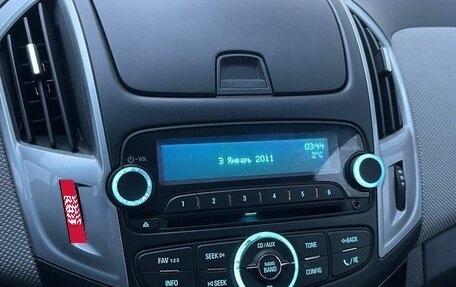 03:44
2°C
3 Январь 2011
VOL
1 2 3 4 5 6
FAV 1-2-3
SEEK
CD/AUX
TONE
BACK
INFO
SEEK
RADIO BAND
CONFIG